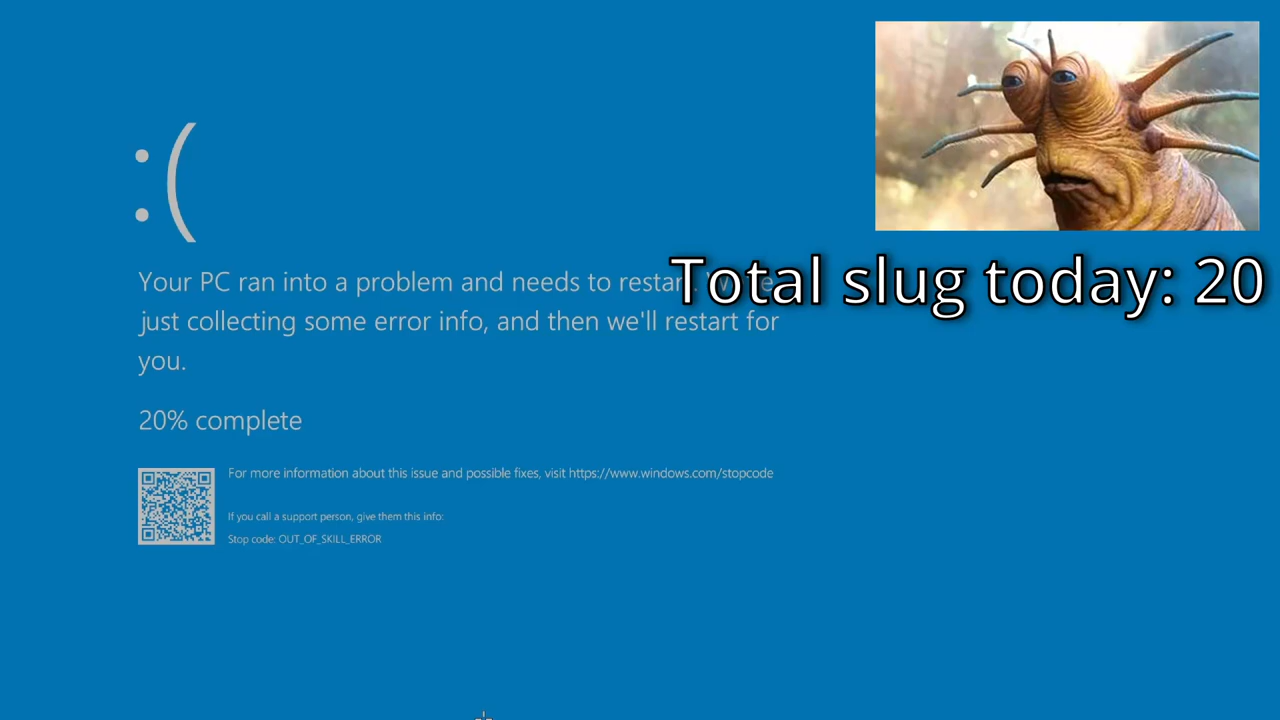 :(
Your PC ran into a problem and needs to restart. We're
just collecting some error info, and then we'll restart for
you.
Total slug today: 20
20% complete
For more information about this issue and possible fixes, visit https://www.windows.com/stopcode
If you call a support person, give them this info:
Stop code: OUT_OF_SKILL_ERROR